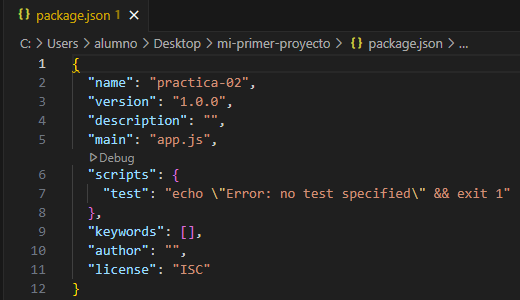 {} package.json 1 ×
C: > Users > alumno > Desktop > mi-primer-proyecto > {} package.json > ...
1 {
2 "name": "practica-02",
3 "version": "1.0.0",
4 "description": "",
5 "main": "app.js",
Debug
6 "scripts": {
7 "test": "echo \"Error: no test specified\" && exit 1"
8 },
9 "keywords": [],
10 "author": "",
11 "license": "ISC"
12 }